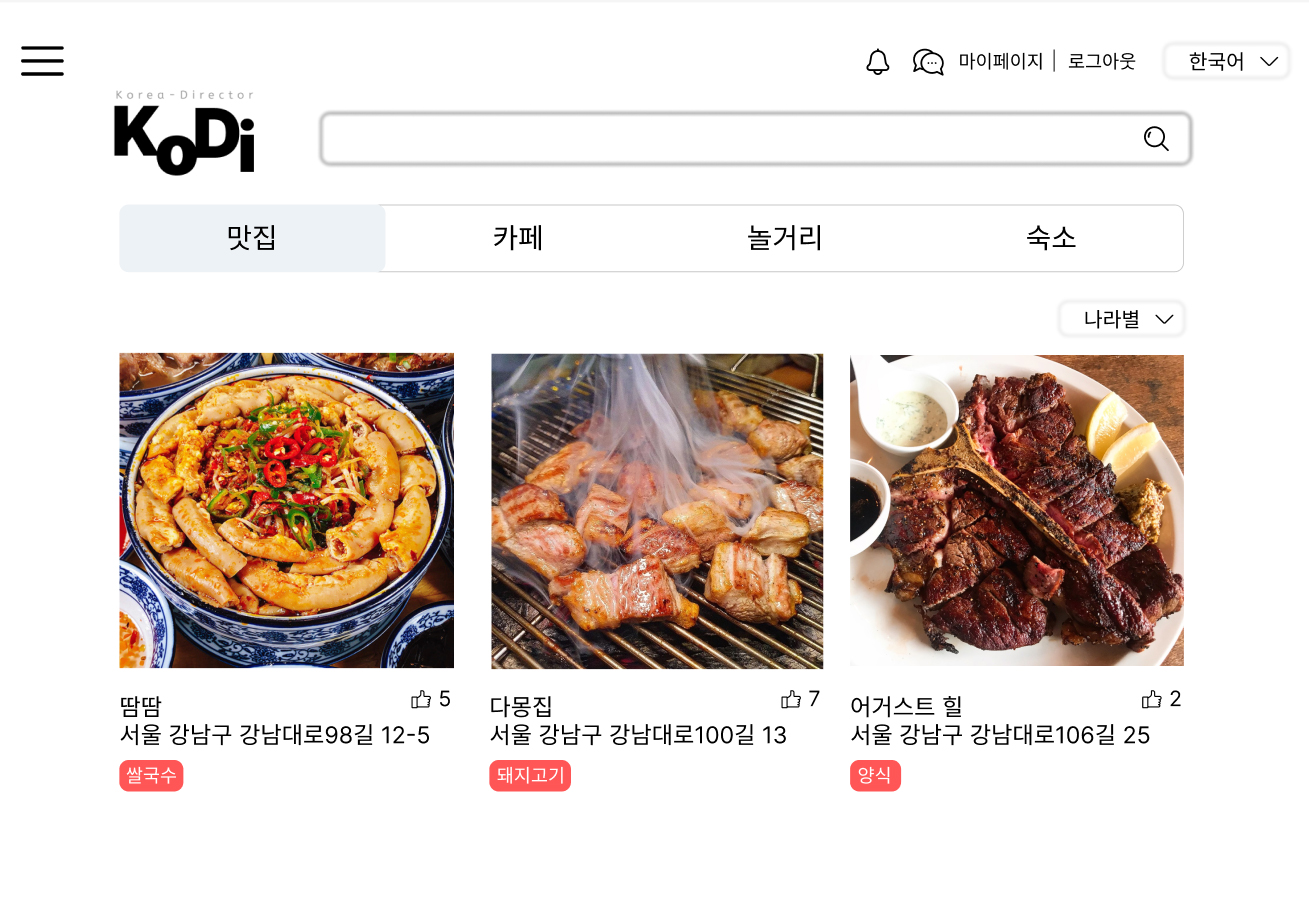 마이페이지 | 로그아웃
한국어
Korea-Director
KoDi
맛집
카페
놀거리
숙소
나라별
땀땀
5
서울 강남구 강남대로98길 12-5
쌀국수
다몽집
7
서울 강남구 강남대로100길 13
돼지고기
어거스트 힐
2
서울 강남구 강남대로106길 25
양식